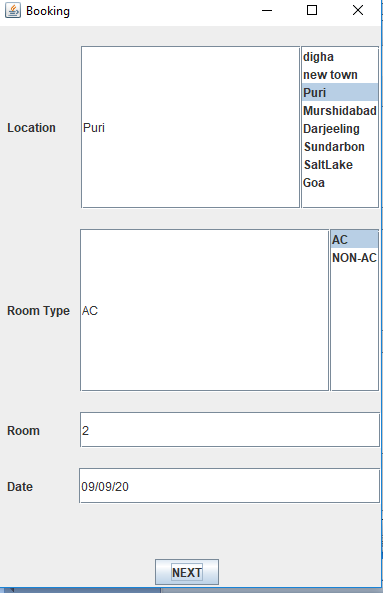 Booking
Location
Puri
digha
new town
Puri
Murshidabad
Darjeeling
Sundarbon
SaltLake
Goa
Room Type
AC
AC
NON-AC
Room
2
Date
09/09/20
NEXT